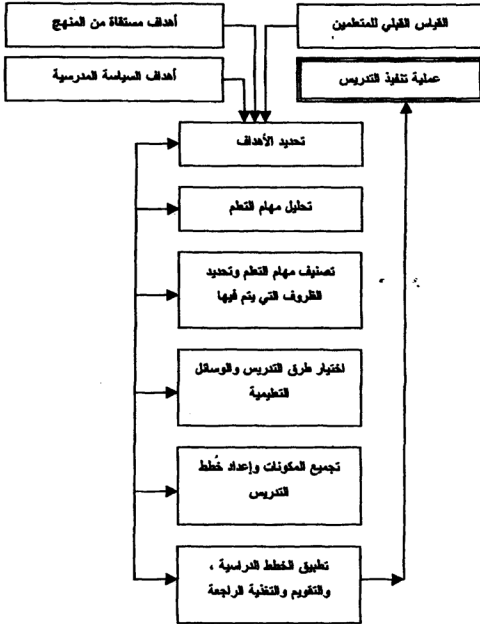 أهداف مستقاة من المنهج
القياس القبلي للمتعلمين
أهداف السياسة المدرسية
عملية تنفيذ التدريس
تحديد الأهداف
تحليل مهام التعلم
تصنيف مهام التعلم وتحديد
الظروف التي يتم فيها
اختيار طرق التدريس والوسائل
التعليمية
تجميع المكونات وإعداد خُطط
التدريس
تطبيق الخطط الدراسية ،
والتقويم والتغذية الراجعة